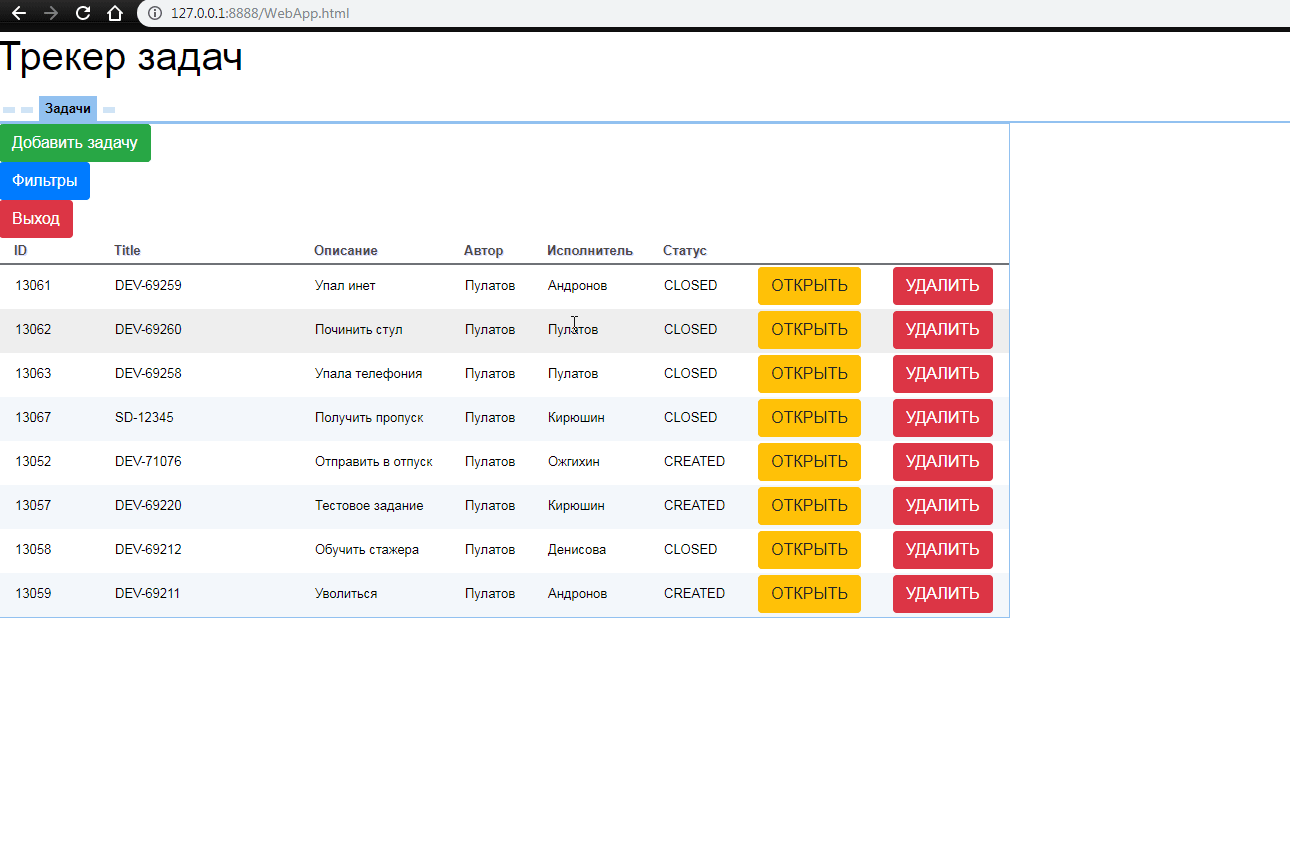 127.0.0.1:8888/WebApp.html
Трекер задач
Задачи
Добавить задачу
Фильтры
Выход
ID Title Описание Автор Исполнитель Статус
13061 DEV-69259 Упал инет Пулатов Андронов CLOSED ОТКРЫТЬ УДАЛИТЬ
13062 DEV-69260 Починить стул Пулатов Пулатов CLOSED ОТКРЫТЬ УДАЛИТЬ
13063 DEV-69258 Упала телефония Пулатов Пулатов CLOSED ОТКРЫТЬ УДАЛИТЬ
13067 SD-12345 Получить пропуск Пулатов Кирюшин CLOSED ОТКРЫТЬ УДАЛИТЬ
13052 DEV-71076 Отправить в отпуск Пулатов Ожгихин CREATED ОТКРЫТЬ УДАЛИТЬ
13057 DEV-69220 Тестовое задание Пулатов Кирюшин CREATED ОТКРЫТЬ УДАЛИТЬ
13058 DEV-69212 Обучить стажера Пулатов Денисова CLOSED ОТКРЫТЬ УДАЛИТЬ
13059 DEV-69211 Уволиться Пулатов Андронов CREATED ОТКРЫТЬ УДАЛИТЬ